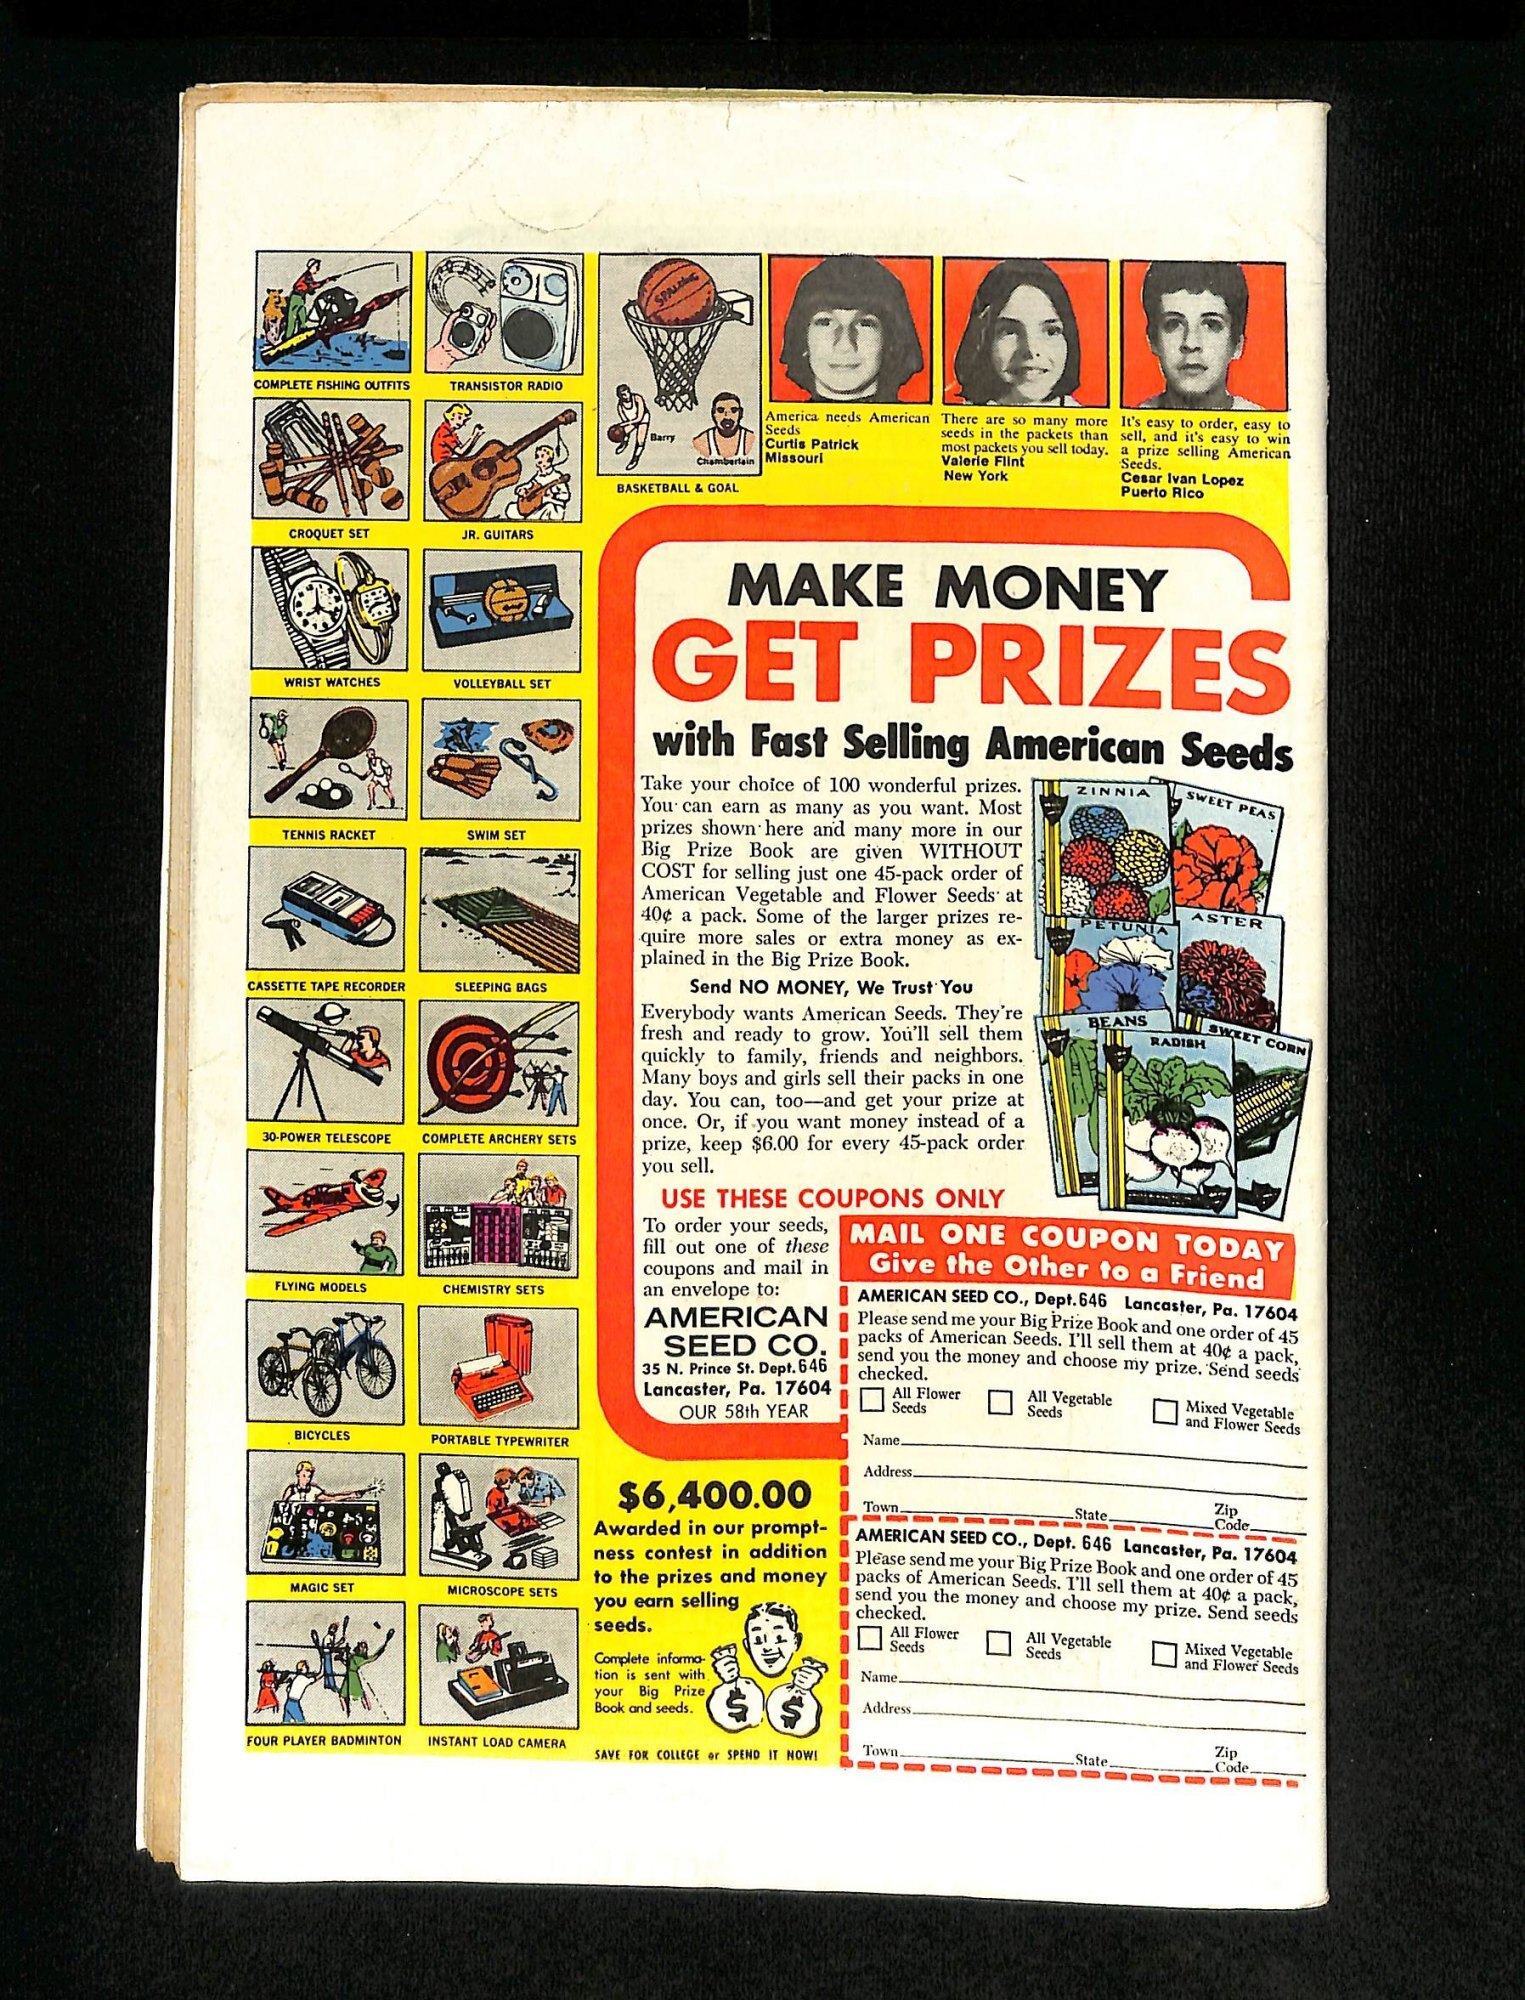 COMPLETE FISHING OUTFITS
TRANSISTOR RADIO
SPALDING
Barry
Chamberlain
BASKETBALL & GOAL
America needs American
Seeds
Curtis Patrick
Missouri
There are so many more
seeds in the packets than
most packets you sell today.
Valerie Flint
New York
It's easy to order, easy to
sell, and it's easy to win
a prize selling American
Seeds.
Cesar Ivan Lopez
Puerto Rico
CROQUET SET
JR. GUITARS
WRIST WATCHES
VOLLEYBALL SET
TENNIS RACKET
SWIM SET
CASSETTE TAPE RECORDER
SLEEPING BAGS
30-POWER TELESCOPE
COMPLETE ARCHERY SETS
FLYING MODELS
CHEMISTRY SETS
BICYCLES
PORTABLE TYPEWRITER
MAGIC SET
MICROSCOPE SETS
FOUR PLAYER BADMINTON
INSTANT LOAD CAMERA
MAKE MONEY
GET PRIZES
with Fast Selling American Seeds
Take your choice of 100 wonderful prizes.
You can earn as many as you want. Most
prizes shown here and many more in our
Big Prize Book are given WITHOUT
COST for selling just one 45-pack order of
American Vegetable and Flower Seeds at
40¢ a pack. Some of the larger prizes re-
quire more sales or extra money as ex-
plained in the Big Prize Book.
Send NO MONEY, We Trust You
Everybody wants American Seeds. They're
fresh and ready to grow. You'll sell them
quickly to family, friends and neighbors.
Many boys and girls sell their packs in one
day. You can, too—and get your prize at
once. Or, if you want money instead of a
prize, keep $6.00 for every 45-pack order
you sell.
ZINNIA
SWEET PEAS
PETUNIA
ASTER
BEANS
RADISH
SWEET CORN
USE THESE COUPONS ONLY
To order your seeds,
fill out one of these
coupons and mail in
an envelope to:
AMERICAN
SEED CO.
35 N. Prince St. Dept. 646
Lancaster, Pa. 17604
OUR 58th YEAR
MAIL ONE COUPON TODAY
Give the Other to a Friend
AMERICAN SEED CO., Dept. 646 Lancaster, Pa. 17604
Please send me your Big Prize Book and one order of 45
packs of American Seeds. I'll sell them at 40¢ a pack,
send you the money and choose my prize. Send seeds
checked.
All Flower
Seeds
All Vegetable
Seeds
Mixed Vegetable
and Flower Seeds
Name
Address
Town State Zip
Code
AMERICAN SEED CO., Dept. 646 Lancaster, Pa. 17604
Please send me your Big Prize Book and one order of 45
packs of American Seeds. I'll sell them at 40¢ a pack,
send you the money and choose my prize. Send seeds
checked.
All Flower
Seeds
All Vegetable
Seeds
Mixed Vegetable
and Flower Seeds
Name
Address
Town State Zip
Code
$6,400.00
Awarded in our prompt-
ness contest in addition
to the prizes and money
you earn selling
seeds.
Complete informa-
tion is sent with
your Big Prize
Book and seeds.
$ $
SAVE FOR COLLEGE or SPEND IT NOW!